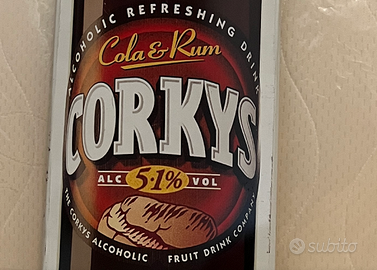 ALCOHOLIC REFRESHING DRINK
Cola & Rum
CORKYS
ALC 5.1% VOL
THE CORKYS ALCOHOLIC FRUIT DRINK COMPANY
subito